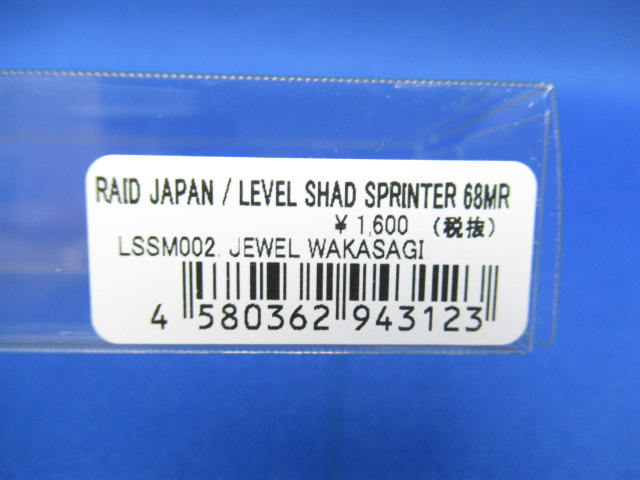 RAID JAPAN / LEVEL SHAD SPRINTER 68MR
¥ 1,600 (税抜)
LSSM002. JEWEL WAKASAGI
4 580362 943123